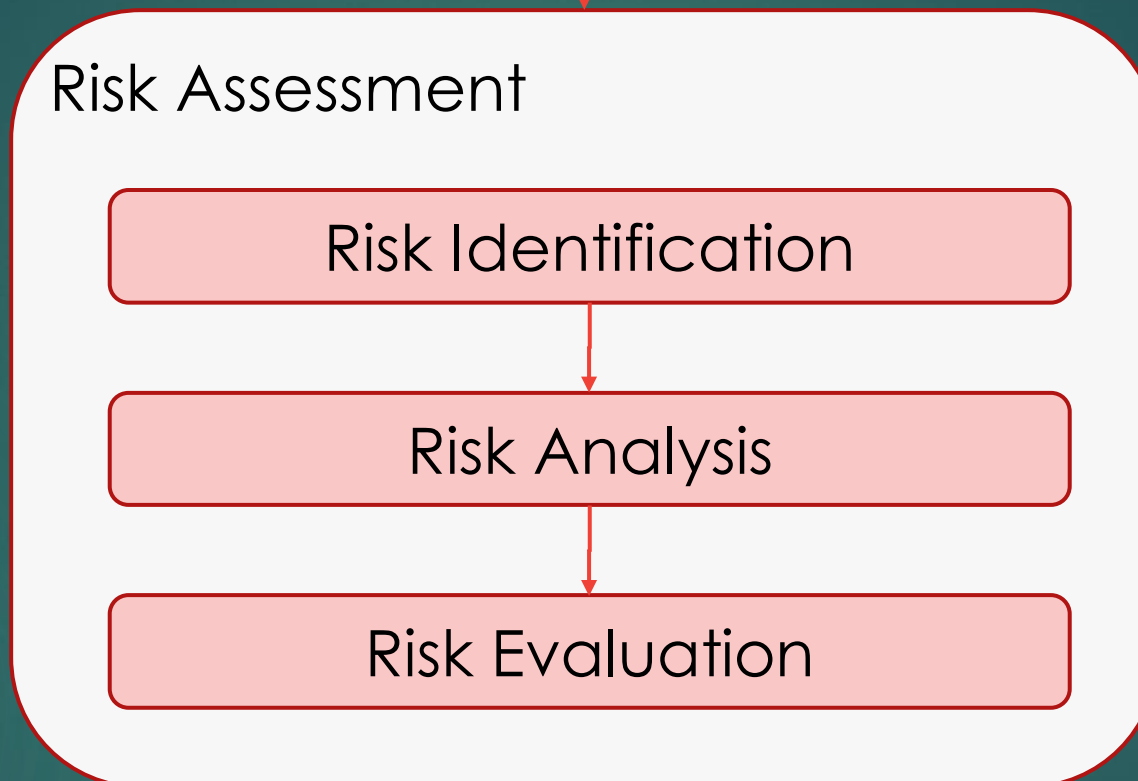 Risk Assessment
Risk Identification
Risk Analysis
Risk Evaluation